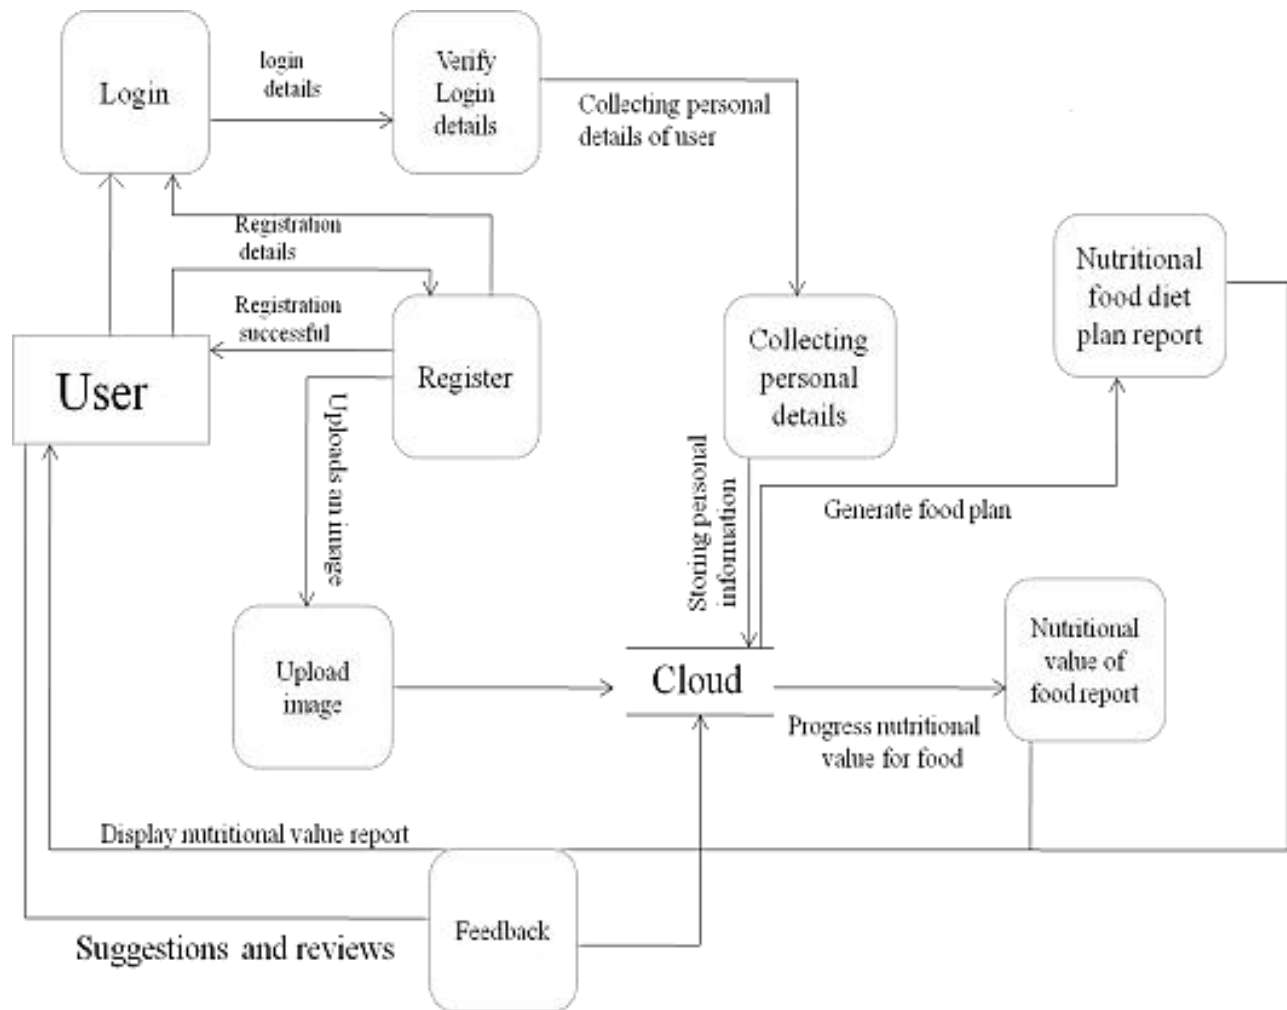 Login
login
details
Verify
Login
details
Collecting personal
details of user
Registration
details
Registration
successful
User
Register
Uploads an image
Collecting
personal
details
Nutritional
food diet
plan report
Storing personal
information
Generate food plan
Upload
image
Cloud
Nutritional
value of
food report
Progress nutritional
value for food
Display nutritional value report
Feedback
Suggestions and reviews